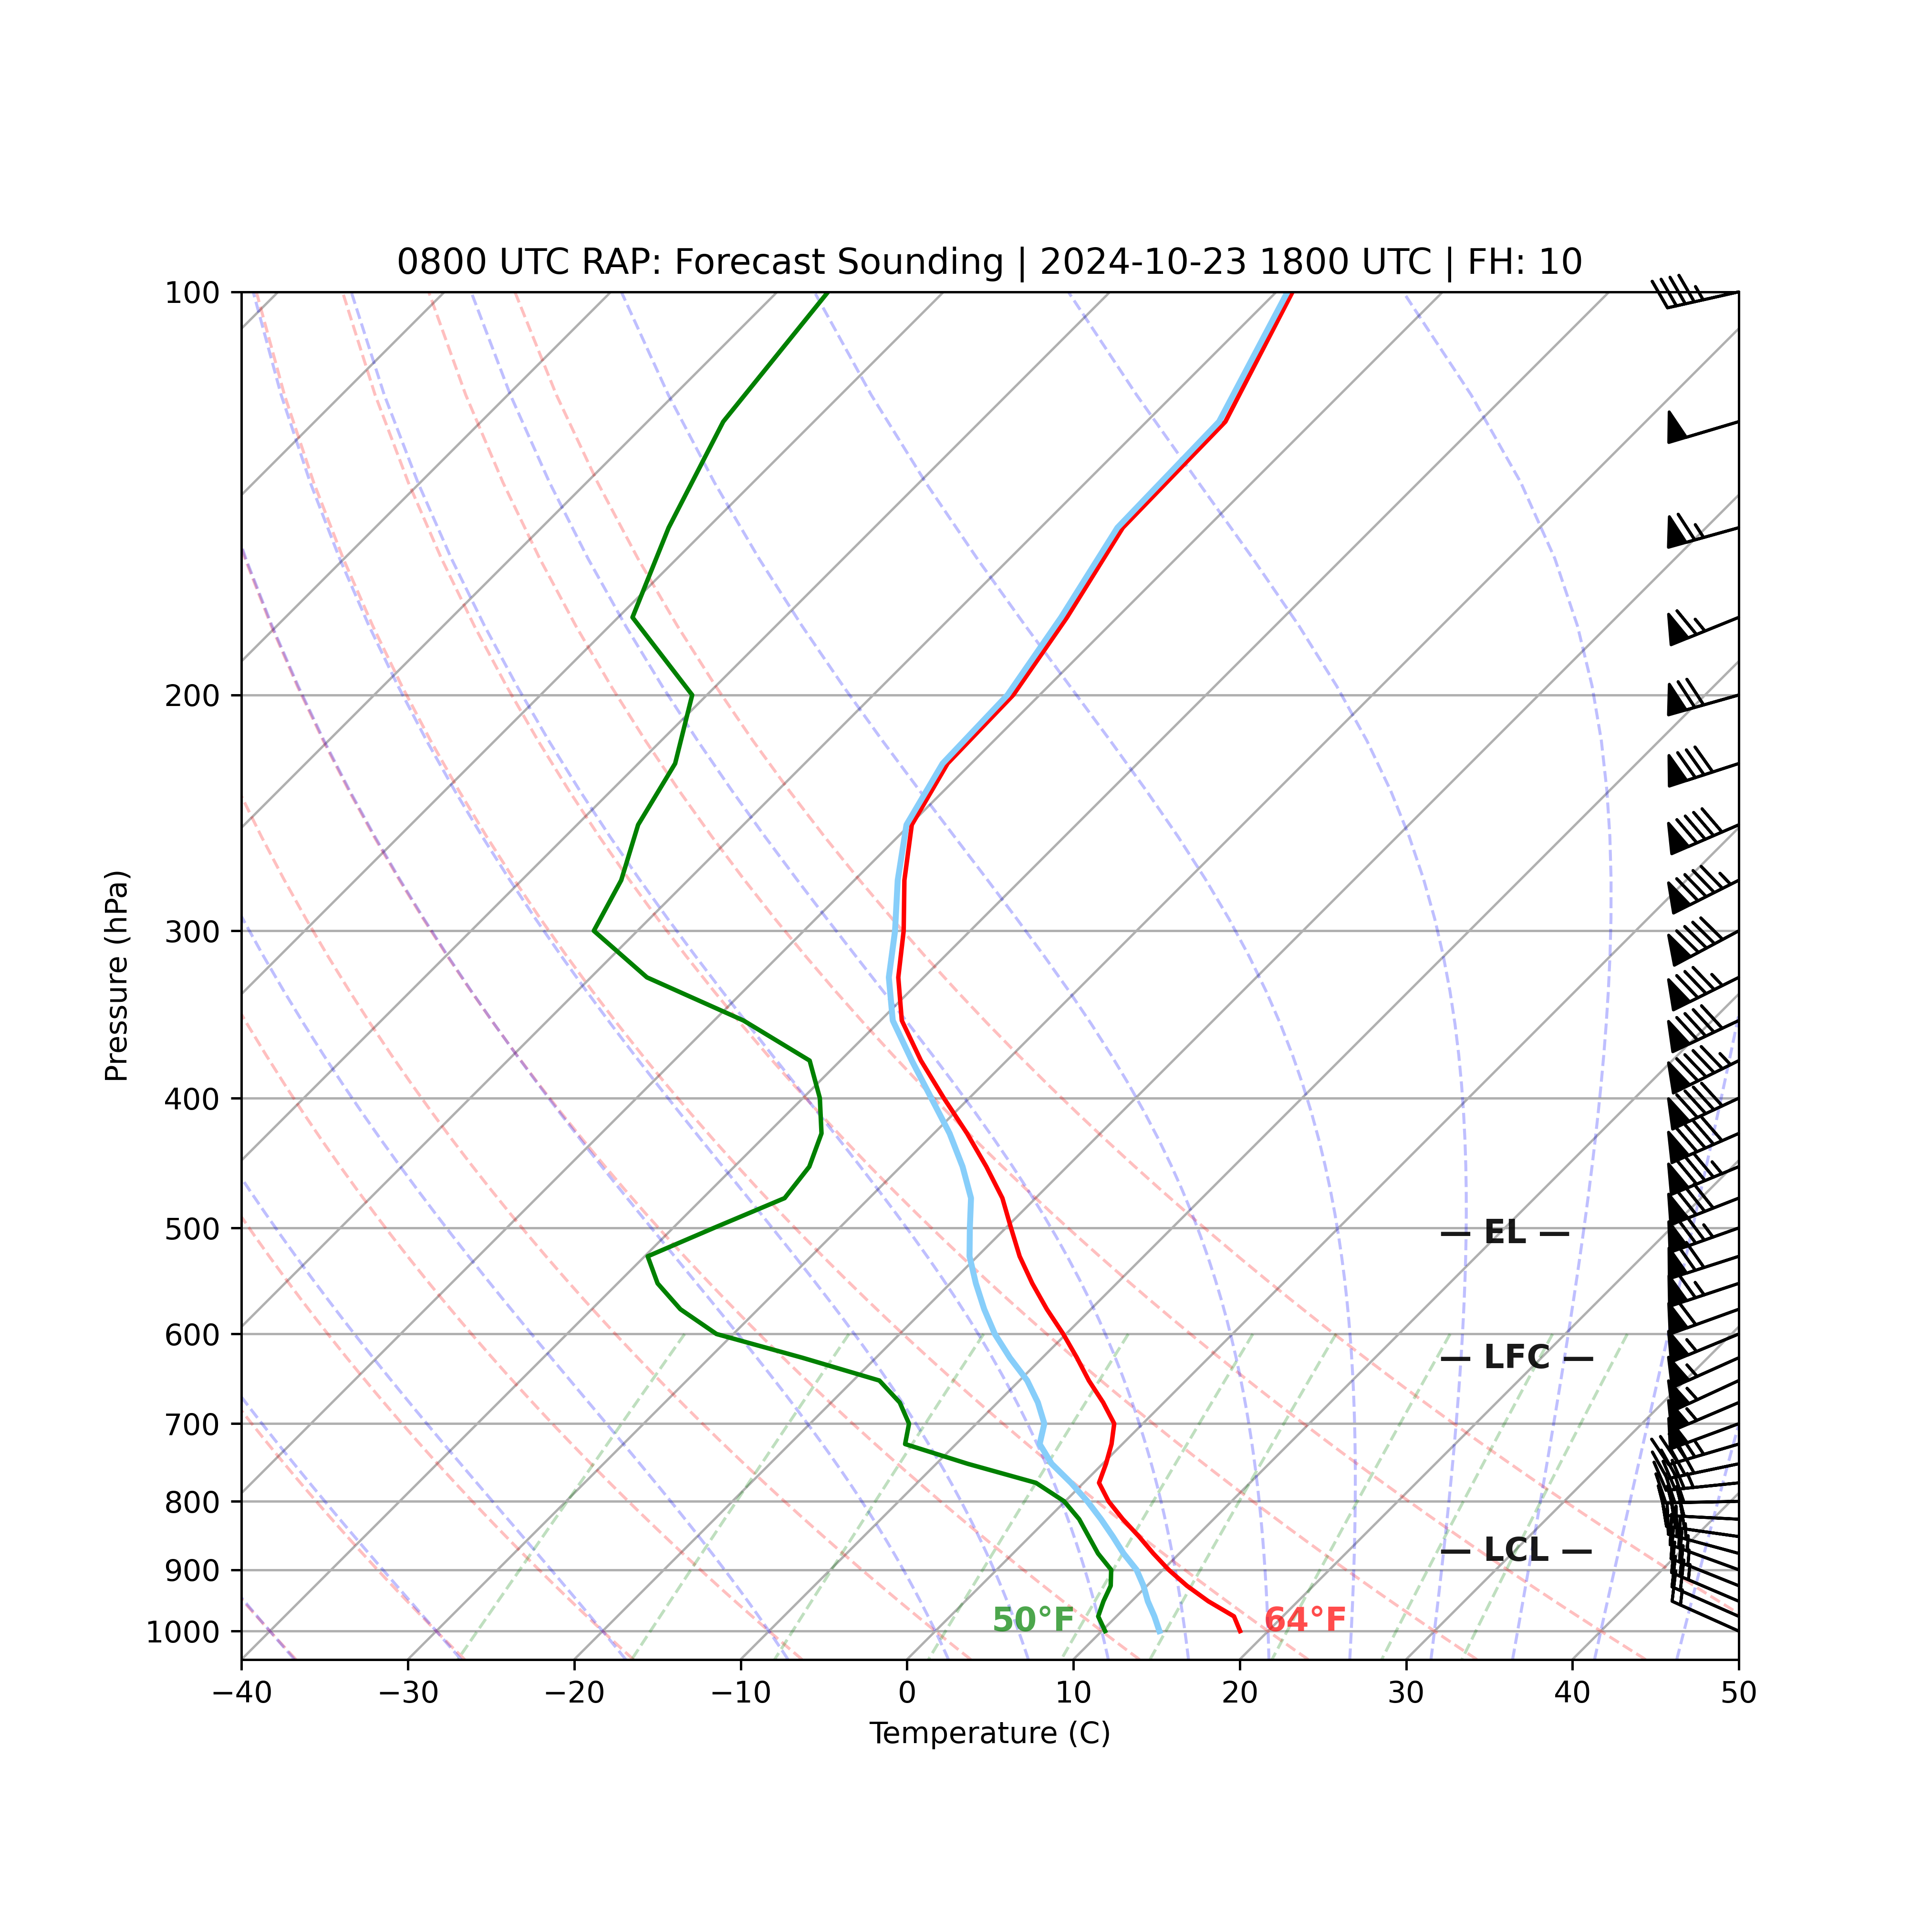 0800 UTC RAP: Forecast Sounding | 2024-10-23 1800 UTC | FH: 10
100
200
300
400
500
600
700
800
900
1000
Pressure (hPa)
— EL —
— LFC —
— LCL —
50°F
64°F
−40 −30 −20 −10 0 10 20 30 40 50
Temperature (C)